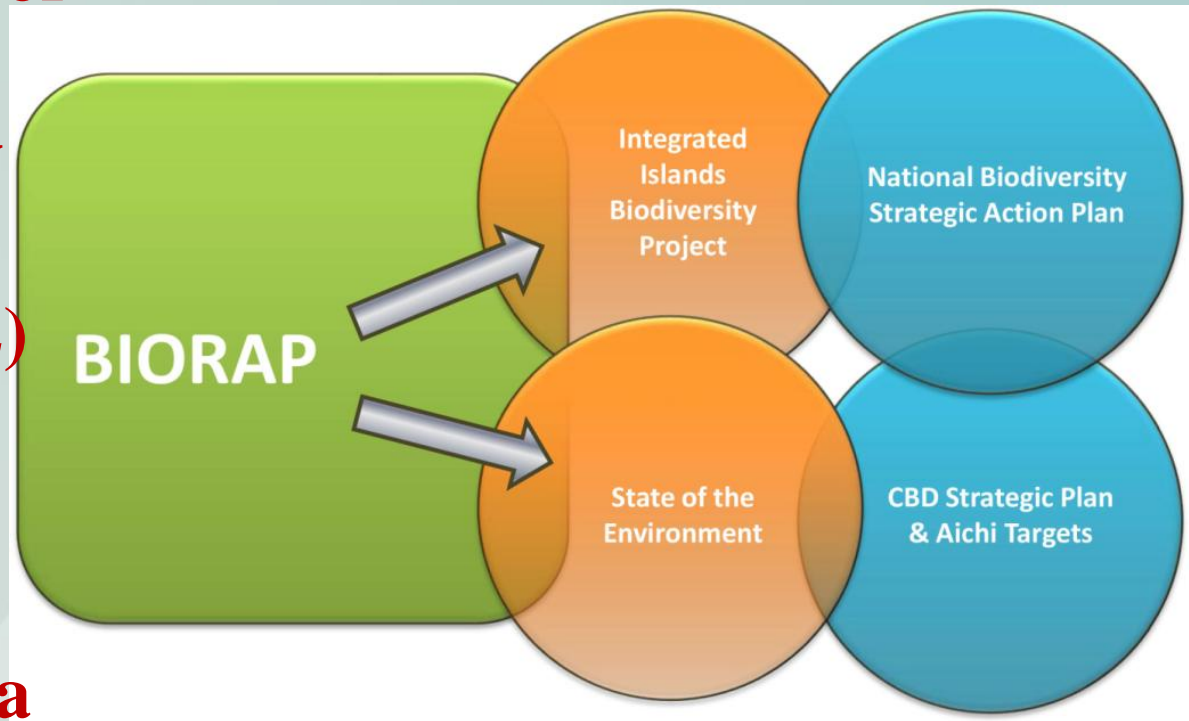 BIORAP
Integrated
Islands
Biodiversity
Project
National Biodiversity
Strategic Action Plan
State of the
Environment
CBD Strategic Plan
& Aichi Targets